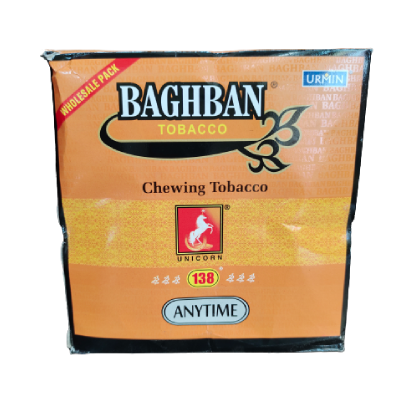 WHOLESALE PACK
URMIN
BAGHBAN®
TOBACCO
Chewing Tobacco
®
UNICORN
138
ANYTIME